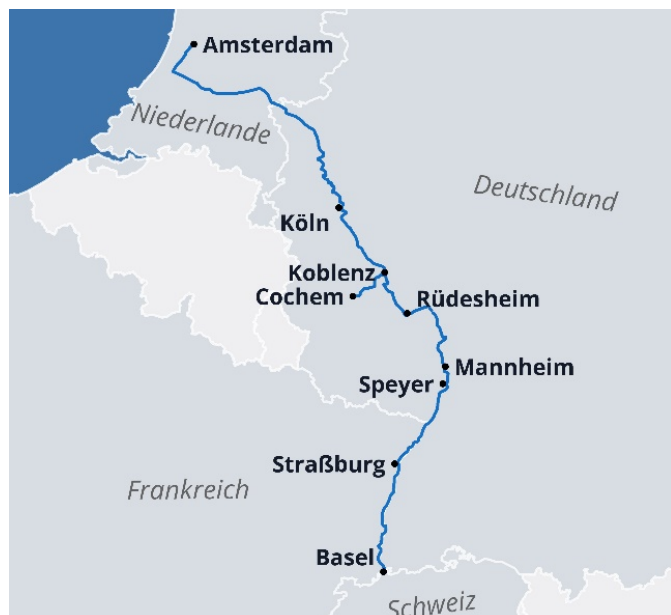 Amsterdam
Niederlande
Deutschland
Köln
Koblenz
Cochem
Rüdesheim
Mannheim
Speyer
Straßburg
Frankreich
Basel
Schweiz